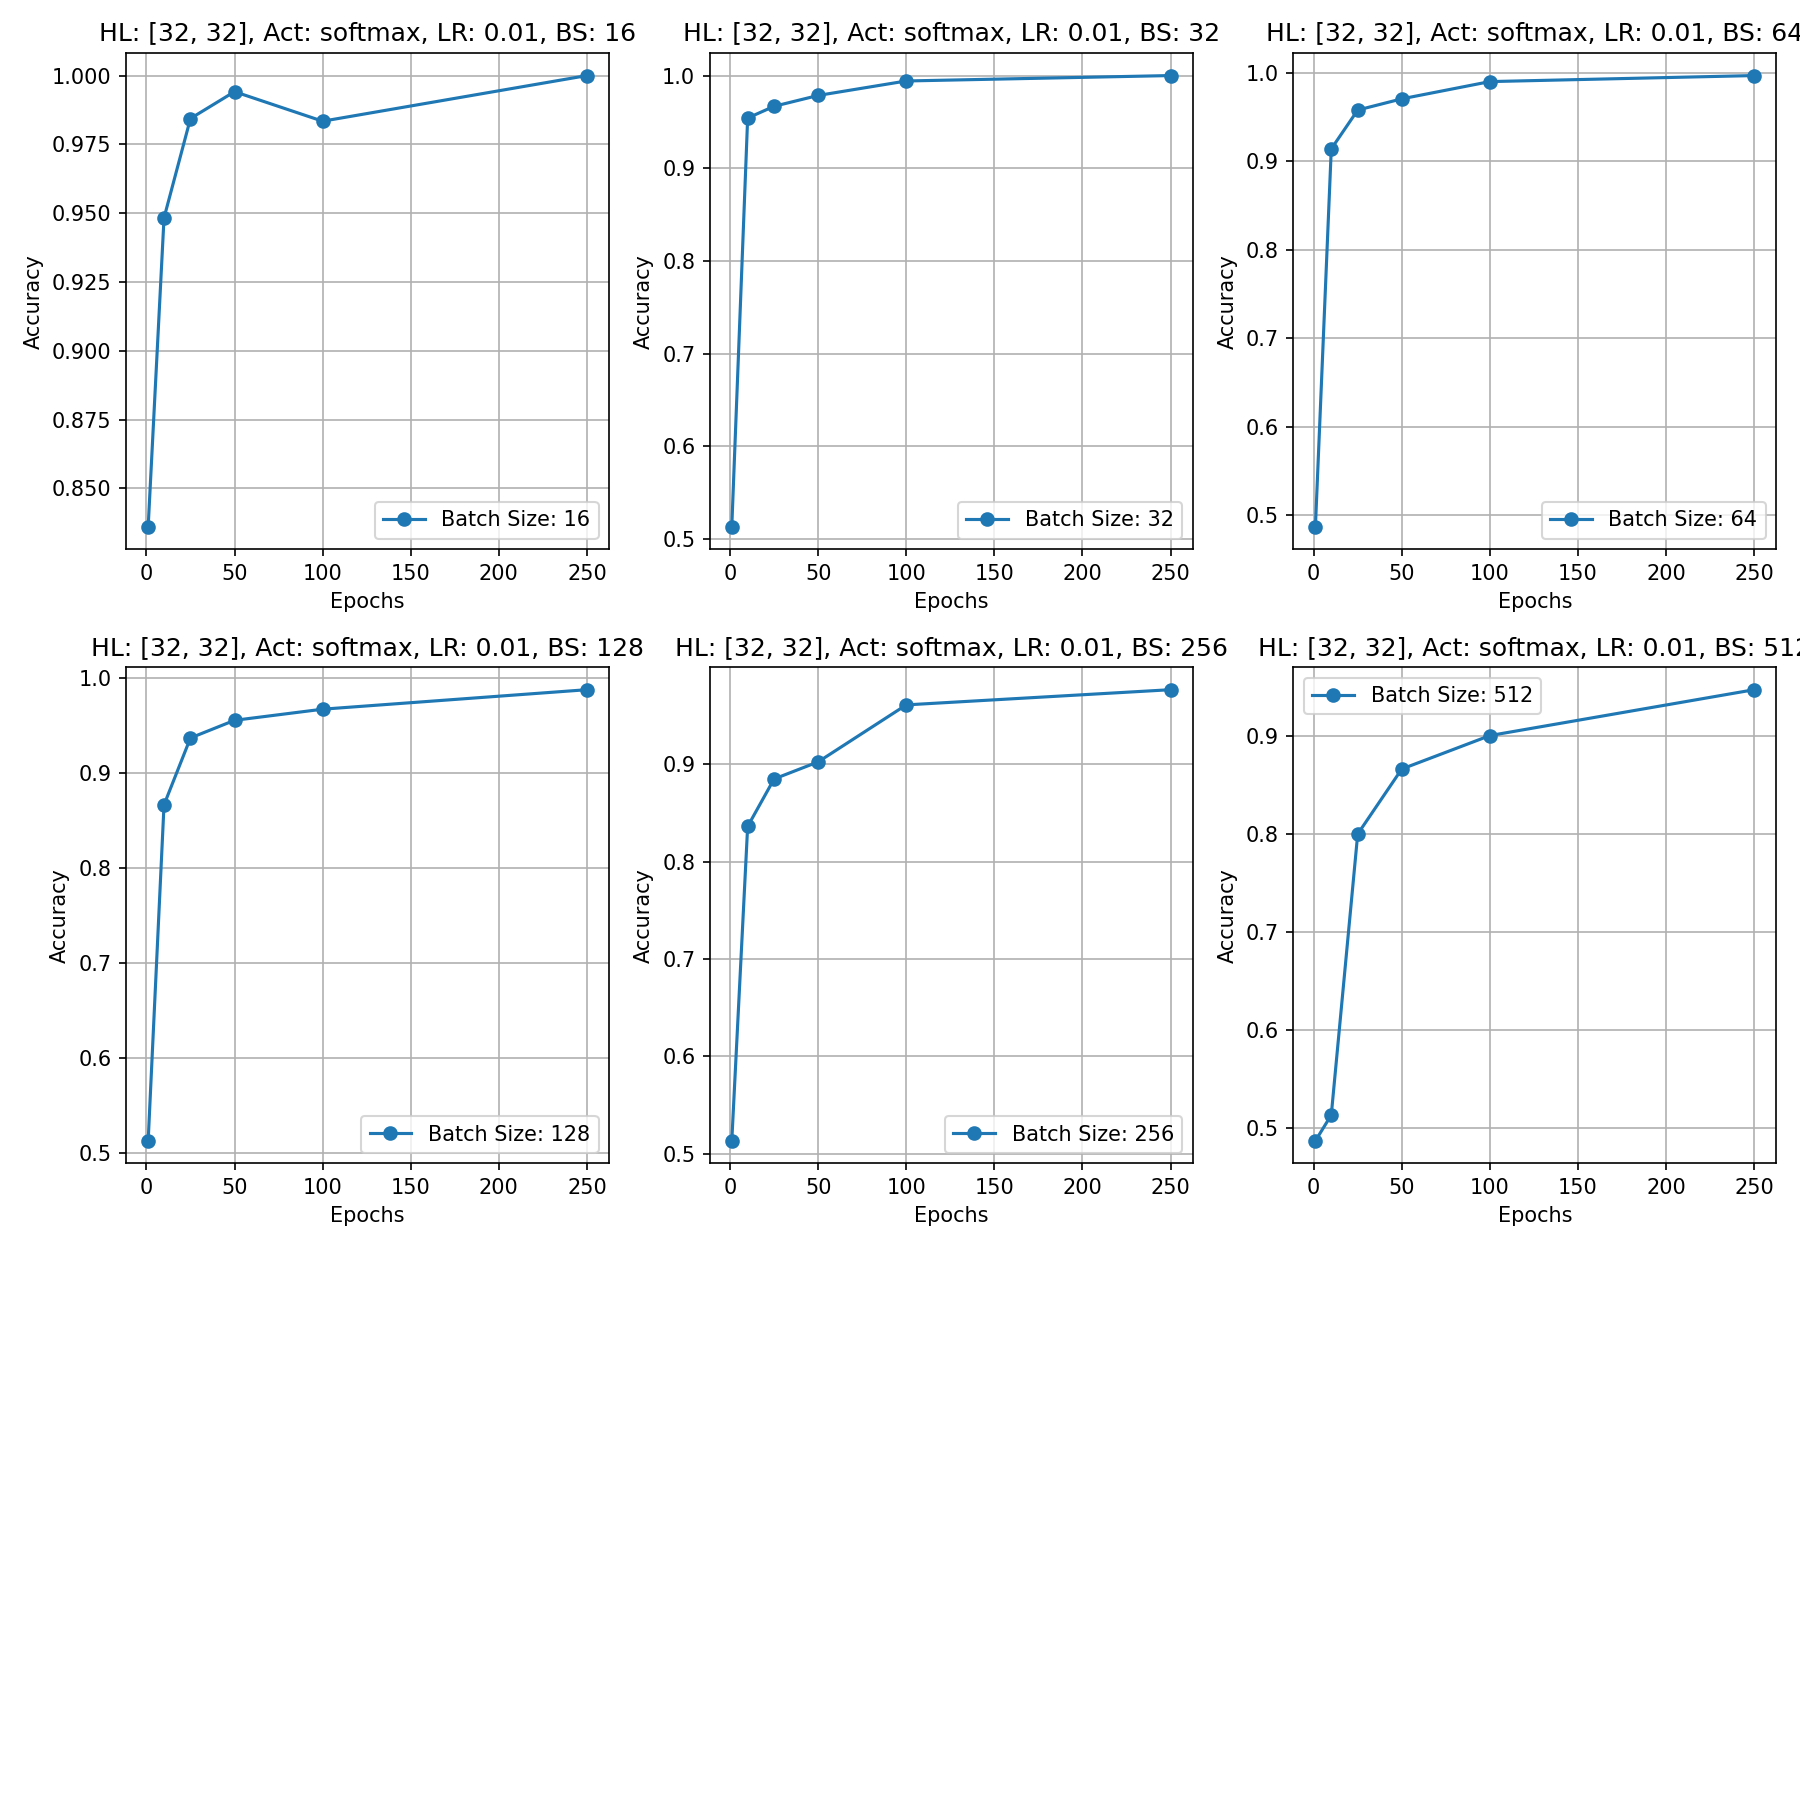 HL: [32, 32], Act: softmax, LR: 0.01, BS: 16
1.000
0.975
0.950
0.925
0.900
0.875
0.850
Accuracy
Batch Size: 16
0 50 100 150 200 250
Epochs
HL: [32, 32], Act: softmax, LR: 0.01, BS: 32
1.0
0.9
0.8
0.7
0.6
0.5
Accuracy
Batch Size: 32
0 50 100 150 200 250
Epochs
HL: [32, 32], Act: softmax, LR: 0.01, BS: 64
1.0
0.9
0.8
0.7
0.6
0.5
Accuracy
Batch Size: 64
0 50 100 150 200 250
Epochs
HL: [32, 32], Act: softmax, LR: 0.01, BS: 128
1.0
0.9
0.8
0.7
0.6
0.5
Accuracy
Batch Size: 128
0 50 100 150 200 250
Epochs
HL: [32, 32], Act: softmax, LR: 0.01, BS: 256
0.9
0.8
0.7
0.6
0.5
Accuracy
Batch Size: 256
0 50 100 150 200 250
Epochs
HL: [32, 32], Act: softmax, LR: 0.01, BS: 512
Batch Size: 512
0.9
0.8
0.7
0.6
0.5
Accuracy
0 50 100 150 200 250
Epochs